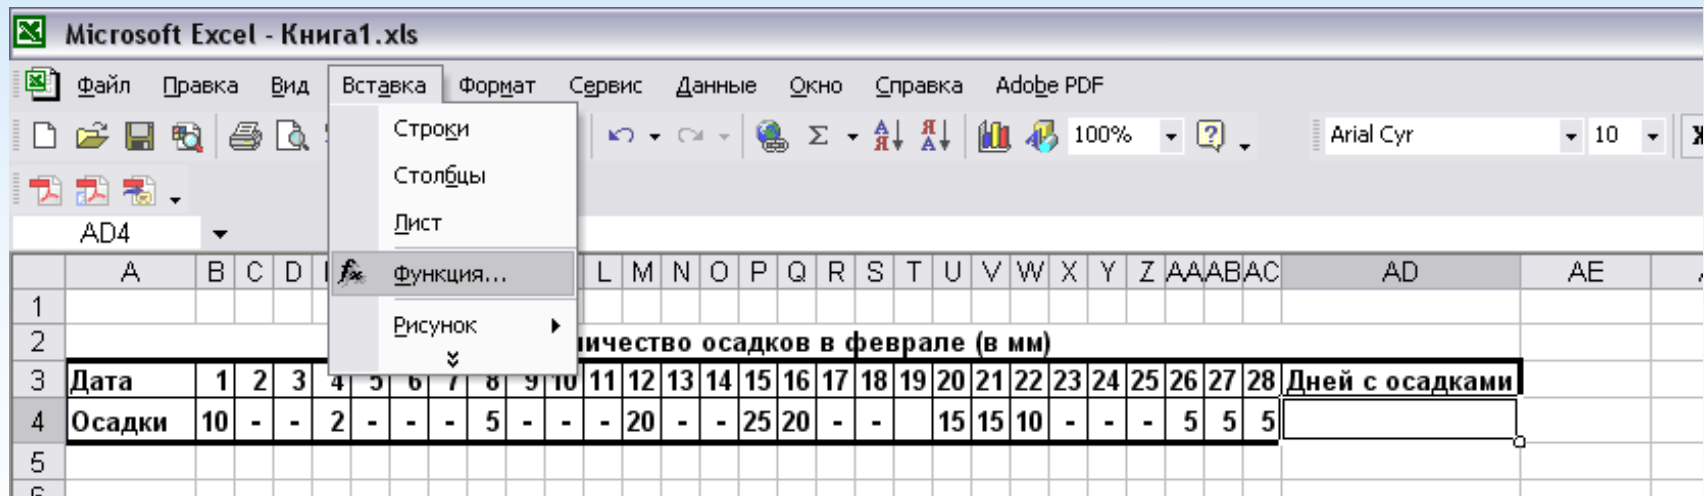 Microsoft Excel - Книга1.xls
Файл Правка Вид Вставка Формат Сервис Данные Окно Справка Adobe PDF
100% Arial Cyr 10 Ж
Строки
Столбцы
Лист
Функция...
Рисунок
AD4
A B C D L M N O P Q R S T U V W X Y Z AA AB AC AD AE
1
2 ичество осадков в феврале (в мм)
3 Дата 1 2 3 4 5 6 7 8 9 10 11 12 13 14 15 16 17 18 19 20 21 22 23 24 25 26 27 28 Дней с осадками
4 Осадки 10 - - 2 - - - 5 - - - 20 - - 25 20 - - 15 15 10 - - - 5 5 5
5
6